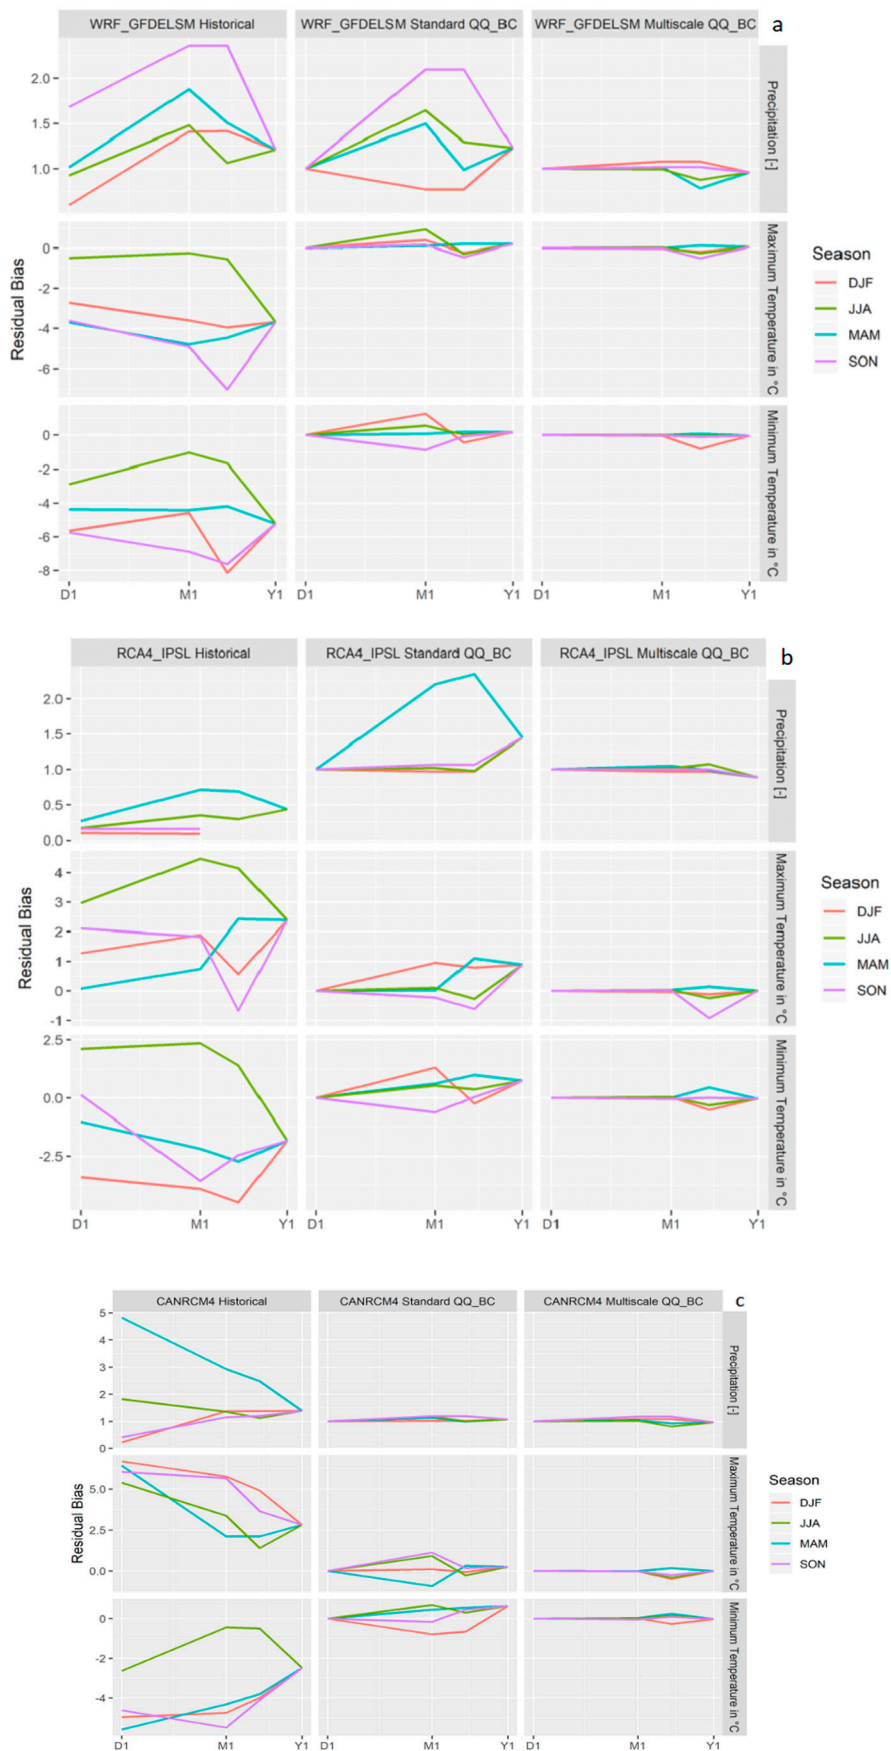 WRF_GFDELSM Historical
WRF_GFDELSM Standard QQ_BC
WRF_GFDELSM Multiscale QQ_BC
a
2.0
1.5
1.0
Precipitation [-]
0
-2
-4
-6
Maximum Temperature in °C
0
-2
-4
-6
-8
Minimum Temperature in °C
Residual Bias
D1 M1 Y1
D1 M1 Y1
D1 M1 Y1
Season
DJF
JJA
MAM
SON
RCA4_IPSL Historical
RCA4_IPSL Standard QQ_BC
RCA4_IPSL Multiscale QQ_BC
b
2.0
1.5
1.0
0.5
0.0
Precipitation [-]
4
3
2
1
0
-1
Maximum Temperature in °C
2.5
0.0
-2.5
Minimum Temperature in °C
Residual Bias
D1 M1 Y1
D1 M1 Y1
D1 M1 Y1
Season
DJF
JJA
MAM
SON
CANRCM4 Historical
CANRCM4 Standard QQ_BC
CANRCM4 Multiscale QQ_BC
c
5
4
3
2
1
0
Precipitation [-]
5.0
2.5
0.0
Maximum Temperature in °C
0
-2
-4
Minimum Temperature in °C
Residual Bias
D1 M1 Y1
D1 M1 Y1
D1 M1 Y1
Season
DJF
JJA
MAM
SON